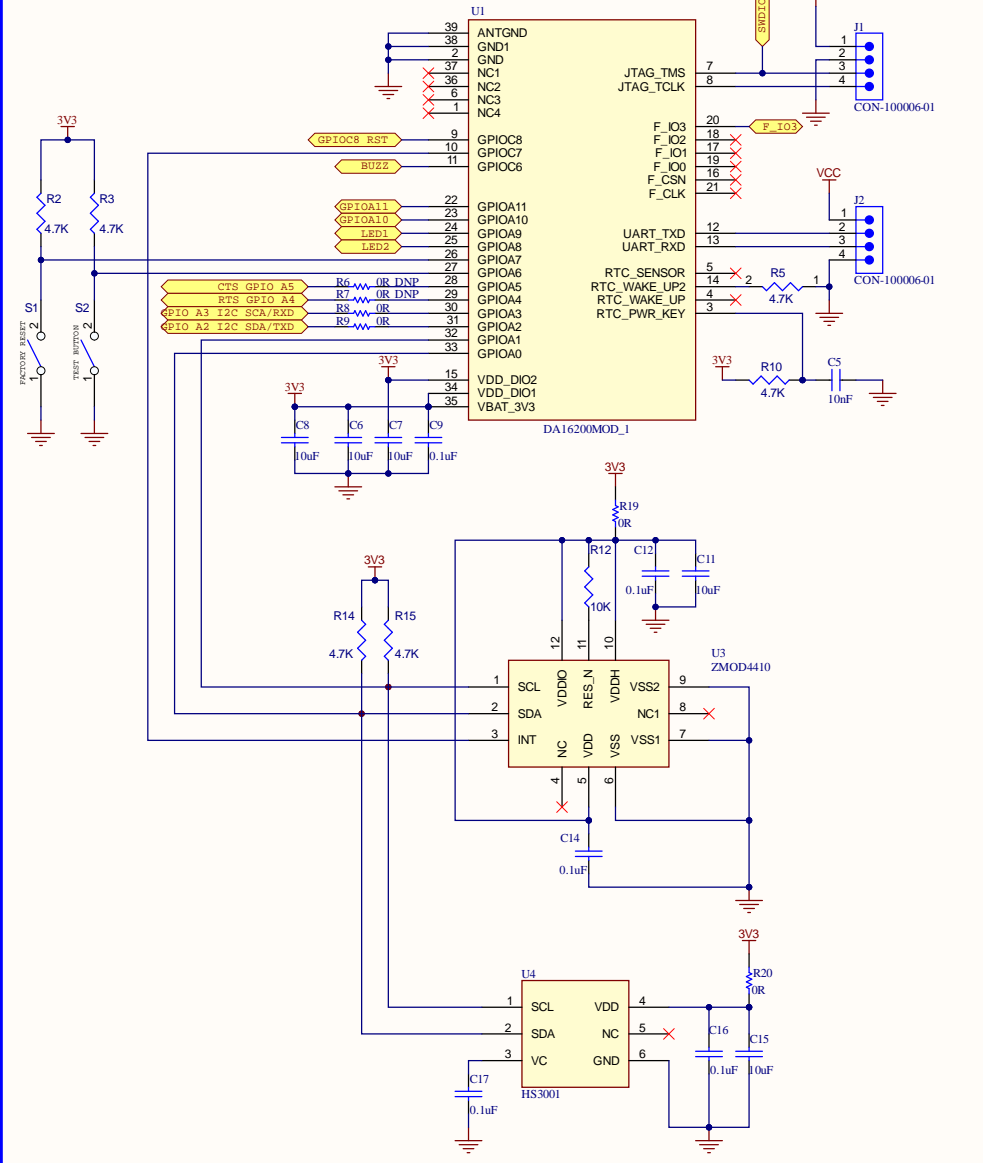 U1
SWDIO
J1
39 ANTGND
38 GND1
2 GND
37 NC1
36 NC2
6 NC3
1 NC4
JTAG_TMS 7
JTAG_TCLK 8
1
2
3
4
CON-100006-01
3V3
GPIOC8 RST 9 GPIOC8
10 GPIOC7
BUZZ 11 GPIOC6
F_IO3 20 F_IO3
F_IO2 18
F_IO1 17
F_IO0 19
F_CSN 16
F_CLK 21
VCC
R2
4.7K
R3
4.7K
GPIOA11 22 GPIOA11
GPIOA10 23 GPIOA10
LED1 24 GPIOA9
LED2 25 GPIOA8
26 GPIOA7
27 GPIOA6
CTS GPIO A5 R6 0R DNP 28 GPIOA5
RTS GPIO A4 R7 0R DNP 29 GPIOA4
GPIO A3 I2C SCA/RXD R8 0R 30 GPIOA3
GPIO A2 I2C SDA/TXD R9 0R 31 GPIOA2
32 GPIOA1
33 GPIOA0
J2
UART_TXD 12
UART_RXD 13
1
2
3
4
CON-100006-01
RTC_SENSOR 5
RTC_WAKE_UP2 14 2 R5 1
4.7K
RTC_WAKE_UP 4
RTC_PWR_KEY 3
S1
2
1
FACTORY RESET
S2
2
1
TEST BUTTON
3V3
R10
4.7K
C5
10nF
3V3
3V3
15 VDD_DIO2
34 VDD_DIO1
35 VBAT_3V3
DA16200MOD_1
C8
10uF
C6
10uF
C7
10uF
C9
0.1uF
3V3
R19
0R
R12
10K
C12
0.1uF
C11
10uF
3V3
R14
4.7K
R15
4.7K
U3
ZMOD4410
12 VDDIO
11 RES_N
10 VDDH
1 SCL
2 SDA
3 INT
VSS2 9
NC1 8
VSS1 7
NC 4
VDD 5
VSS 6
C14
0.1uF
3V3
R20
0R
U4
1 SCL
2 SDA
3 VC
VDD 4
NC 5
GND 6
HS3001
C16
0.1uF
C15
10uF
C17
0.1uF